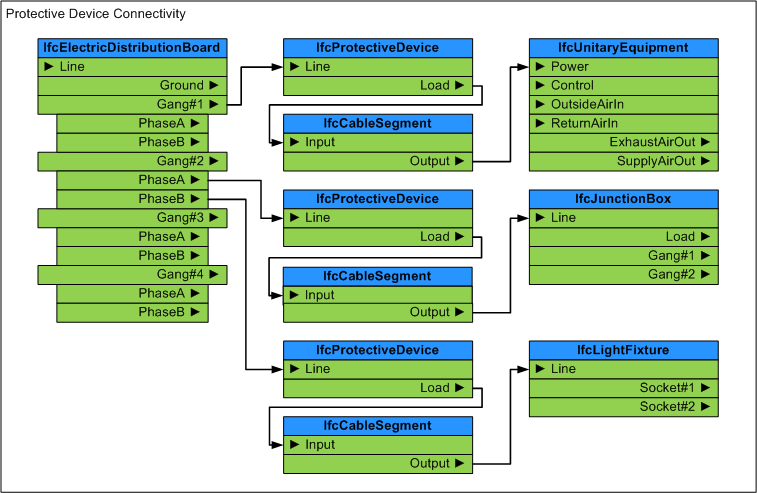 Protective Device Connectivity
IfcElectricDistributionBoard
Line
Ground
Gang#1
PhaseA
PhaseB
Gang#2
PhaseA
PhaseB
Gang#3
PhaseA
PhaseB
Gang#4
PhaseA
PhaseB
IfcProtectiveDevice
Line
Load
IfcCableSegment
Input
Output
IfcProtectiveDevice
Line
Load
IfcCableSegment
Input
Output
IfcProtectiveDevice
Line
Load
IfcCableSegment
Input
Output
IfcUnitaryEquipment
Power
Control
OutsideAirIn
ReturnAirIn
ExhaustAirOut
SupplyAirOut
IfcJunctionBox
Line
Load
Gang#1
Gang#2
IfcLightFixture
Line
Socket#1
Socket#2